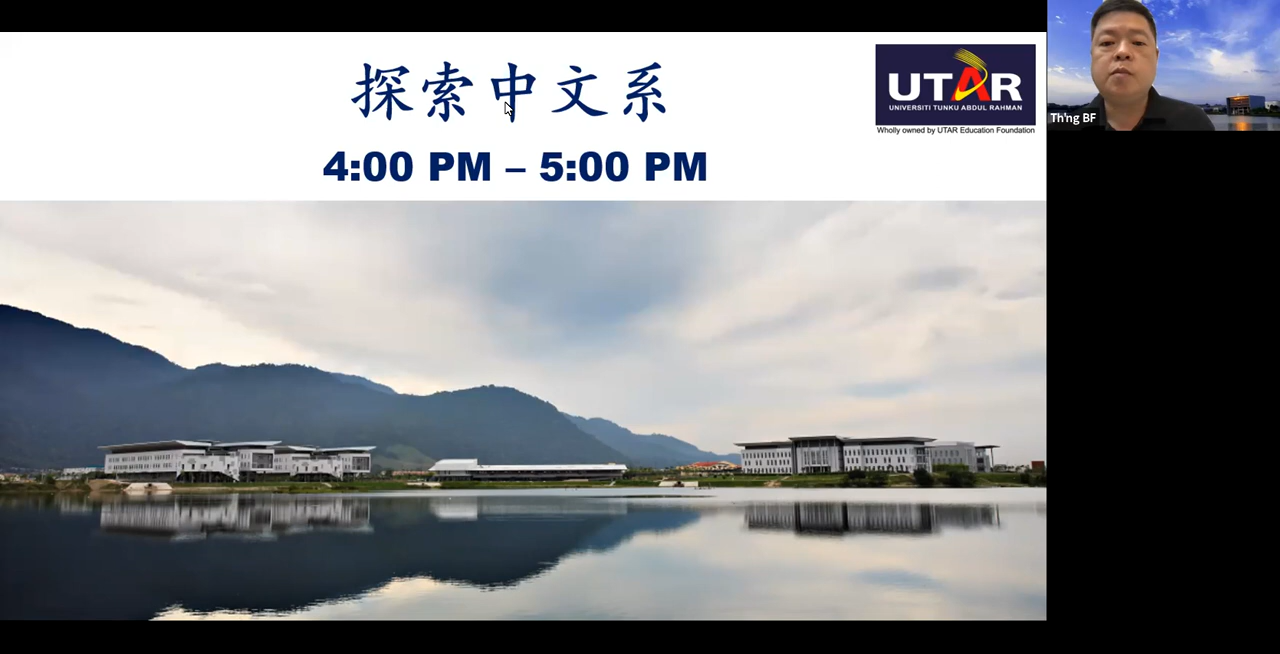 探索中文系
4:00 PM – 5:00 PM
UTAR
UNIVERSITI TUNKU ABDUL RAHMAN
Wholly owned by UTAR Education Foundation
Th'ng BF